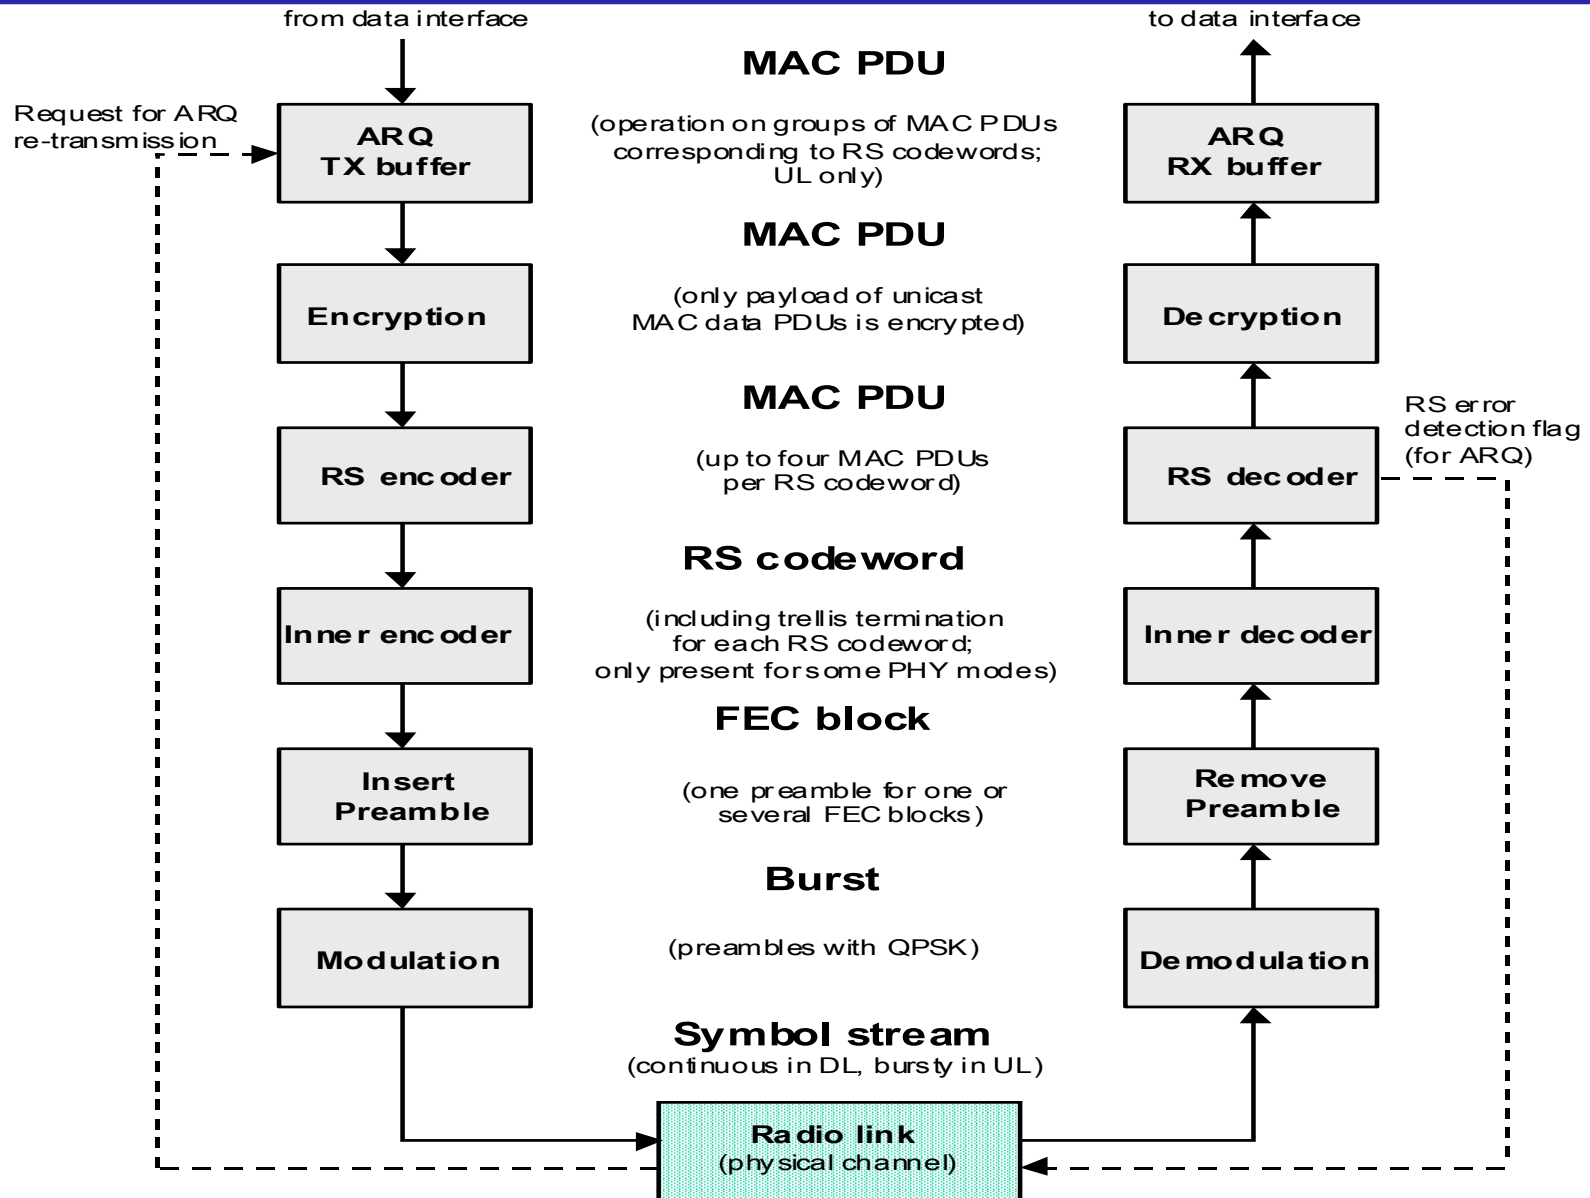 from data interface
to data interface
MAC PDU
Request for ARQ
re-transmission
ARQ
TX buffer
(operation on groups of MAC PDUs
corresponding to RS codewords;
UL only)
ARQ
RX buffer
MAC PDU
Encryption
(only payload of unicast
MAC data PDUs is encrypted)
Decryption
MAC PDU
RS error
detection flag
(for ARQ)
RS encoder
(up to four MAC PDUs
per RS codeword)
RS decoder
RS codeword
Inner encoder
(including trellis termination
for each RS codeword;
only present for some PHY modes)
Inner decoder
FEC block
Insert
Preamble
(one preamble for one or
several FEC blocks)
Remove
Preamble
Burst
Modulation
(preambles with QPSK)
Demodulation
Symbol stream
(continuous in DL, bursty in UL)
Radio link
(physical channel)